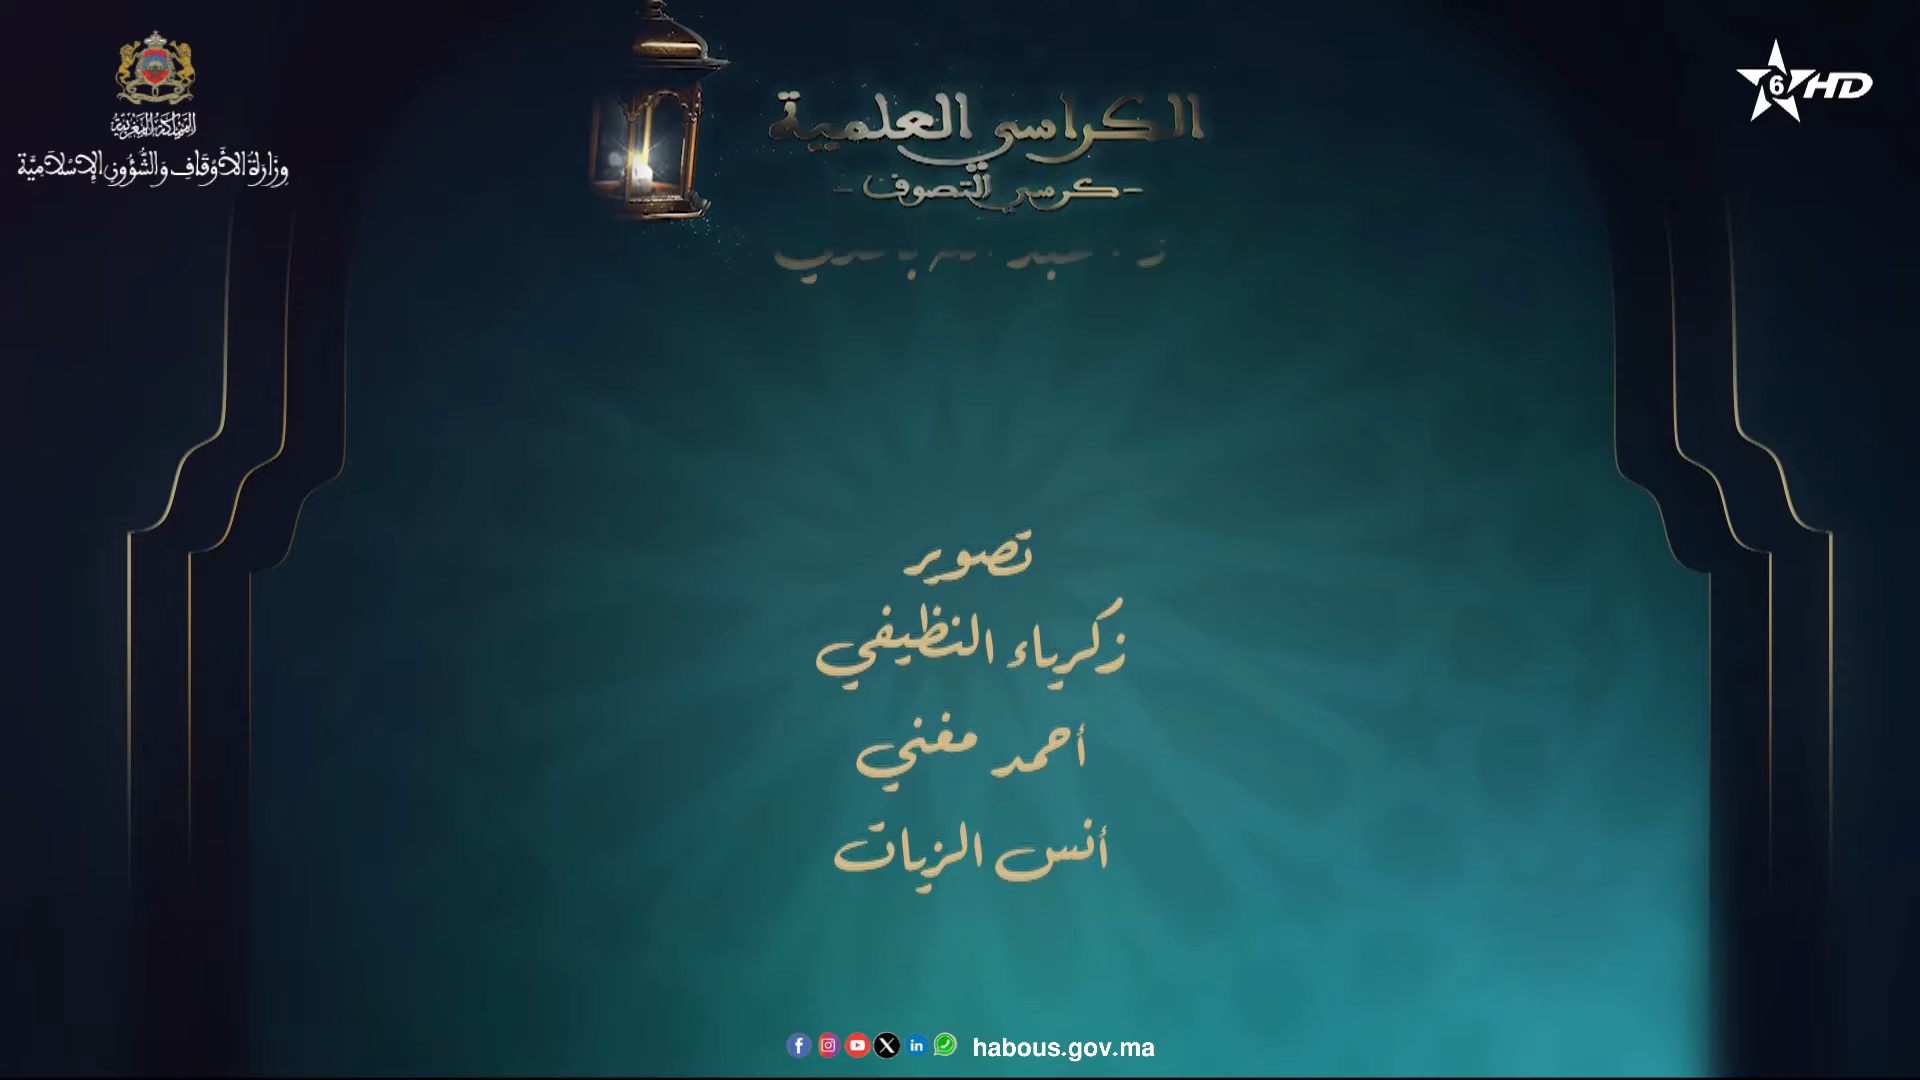 المملكة المغربية
وزارة الأوقاف والشؤون الإسلامية
6 HD
الكراسي العلمية
- كرسي التصوف -
تصوير
زكرياء النظيفي
أحمد مغني
أنس الزيات
habous.gov.ma